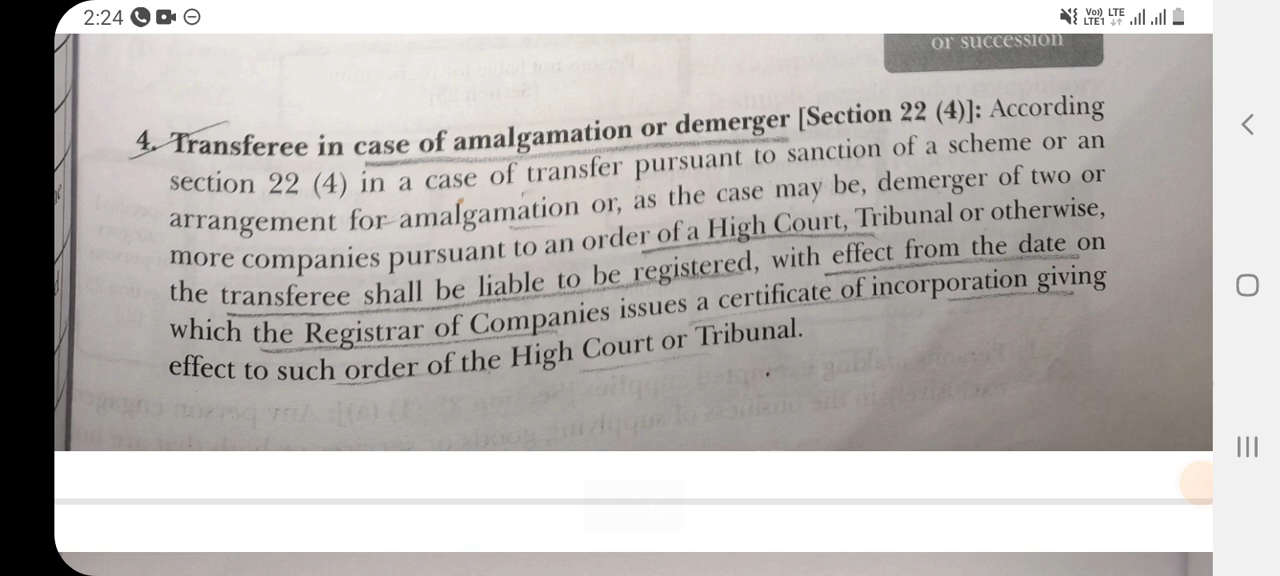 2:24
Vo)) LTE
LTE1
or succession
4. Transferee in case of amalgamation or demerger [Section 22 (4)]: According
section 22 (4) in a case of transfer pursuant to sanction of a scheme or an
arrangement for amalgamation or, as the case may be, demerger of two or
more companies pursuant to an order of a High Court, Tribunal or otherwise,
the transferee shall be liable to be registered, with effect from the date on
which the Registrar of Companies issues a certificate of incorporation giving
effect to such order of the High Court or Tribunal.